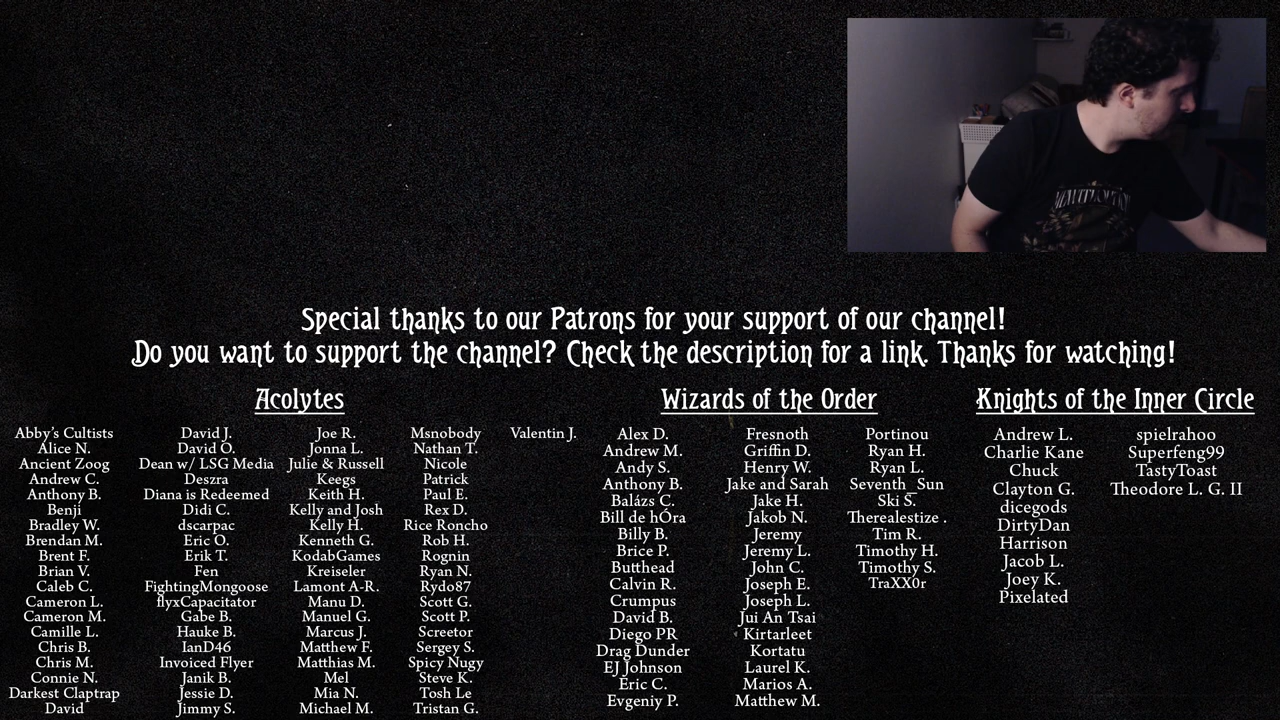 Special thanks to our Patrons for your support of our channel!
Do you want to support the channel? Check the description for a link. Thanks for watching!
Acolytes
Abby's Cultists
Alice N.
Ancient Zoog
Andrew C.
Anthony B.
Benji
Bradley W.
Brendan M.
Brent F.
Brian V.
Caleb C.
Cameron L.
Cameron M.
Camille L.
Chris B.
Chris M.
Connie N.
Darkest Claptrap
David
David J.
David O.
Dean w/ LSG Media
Deszra
Diana is Redeemed
Didi C.
dscarpac
Eric O.
Erik T.
Fen
FightingMongoose
flyxCapacitator
Gabe B.
Hauke B.
IanD46
Invoiced Flyer
Janik B.
Jessie D.
Jimmy S.
Joe R.
Jonna L.
Julie & Russell
Keegs
Keith H.
Kelly and Josh
Kelly H.
Kenneth G.
KodabGames
Kreiseler
Lamont A-R.
Manu D.
Manuel G.
Marcus J.
Matthew F.
Matthias M.
Mel
Mia N.
Michael M.
Msnobody
Nathan T.
Nicole
Patrick
Paul E.
Rex D.
Rice Roncho
Rob H.
Rognin
Ryan N.
Rydo87
Scott G.
Scott P.
Screetor
Sergey S.
Spicy Nugy
Steve K.
Tosh Le
Tristan G.
Valentin J.
Wizards of the Order
Alex D.
Andrew M.
Andy S.
Anthony B.
Balázs C.
Bill de hÓra
Billy B.
Brice P.
Butthead
Calvin R.
Crumpus
David B.
Diego PR
Drag Dunder
EJ Johnson
Eric C.
Evgeniy P.
Fresnoth
Griffin D.
Henry W.
Jake and Sarah
Jake H.
Jakob N.
Jeremy
Jeremy L.
John C.
Joseph E.
Joseph L.
Jui An Tsai
Kirtarleet
Kortatu
Laurel K.
Marios A.
Matthew M.
Portinou
Ryan H.
Ryan L.
Seventh_Sun
Ski S.
Therealestize .
Tim R.
Timothy H.
Timothy S.
TraXX0r
Knights of the Inner Circle
Andrew L.
Charlie Kane
Chuck
Clayton G.
dicegods
DirtyDan
Harrison
Jacob L.
Joey K.
Pixelated
spielrahoo
Superfeng99
TastyToast
Theodore L. G. II